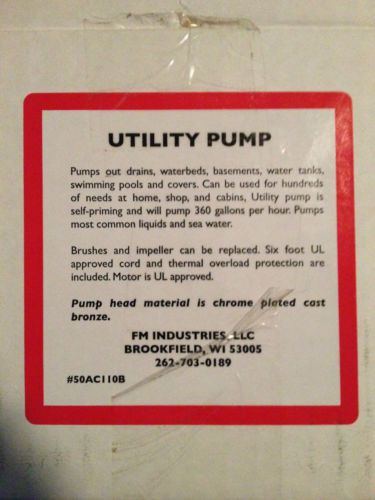 UTILITY PUMP
Pumps out drains, waterbeds, basements, water tanks,
swimming pools and covers. Can be used for hundreds
of needs at home, shop, and cabins, Utility pump is
self-priming and will pump 360 gallons per hour. Pumps
most common liquids and sea water.
Brushes and impeller can be replaced. Six foot UL
approved cord and thermal overload protection are
included. Motor is UL approved.
Pump head material is chrome plated cast
bronze.
FM INDUSTRIES, LLC
BROOKFIELD, WI 53005
262-703-0189
#50AC110B